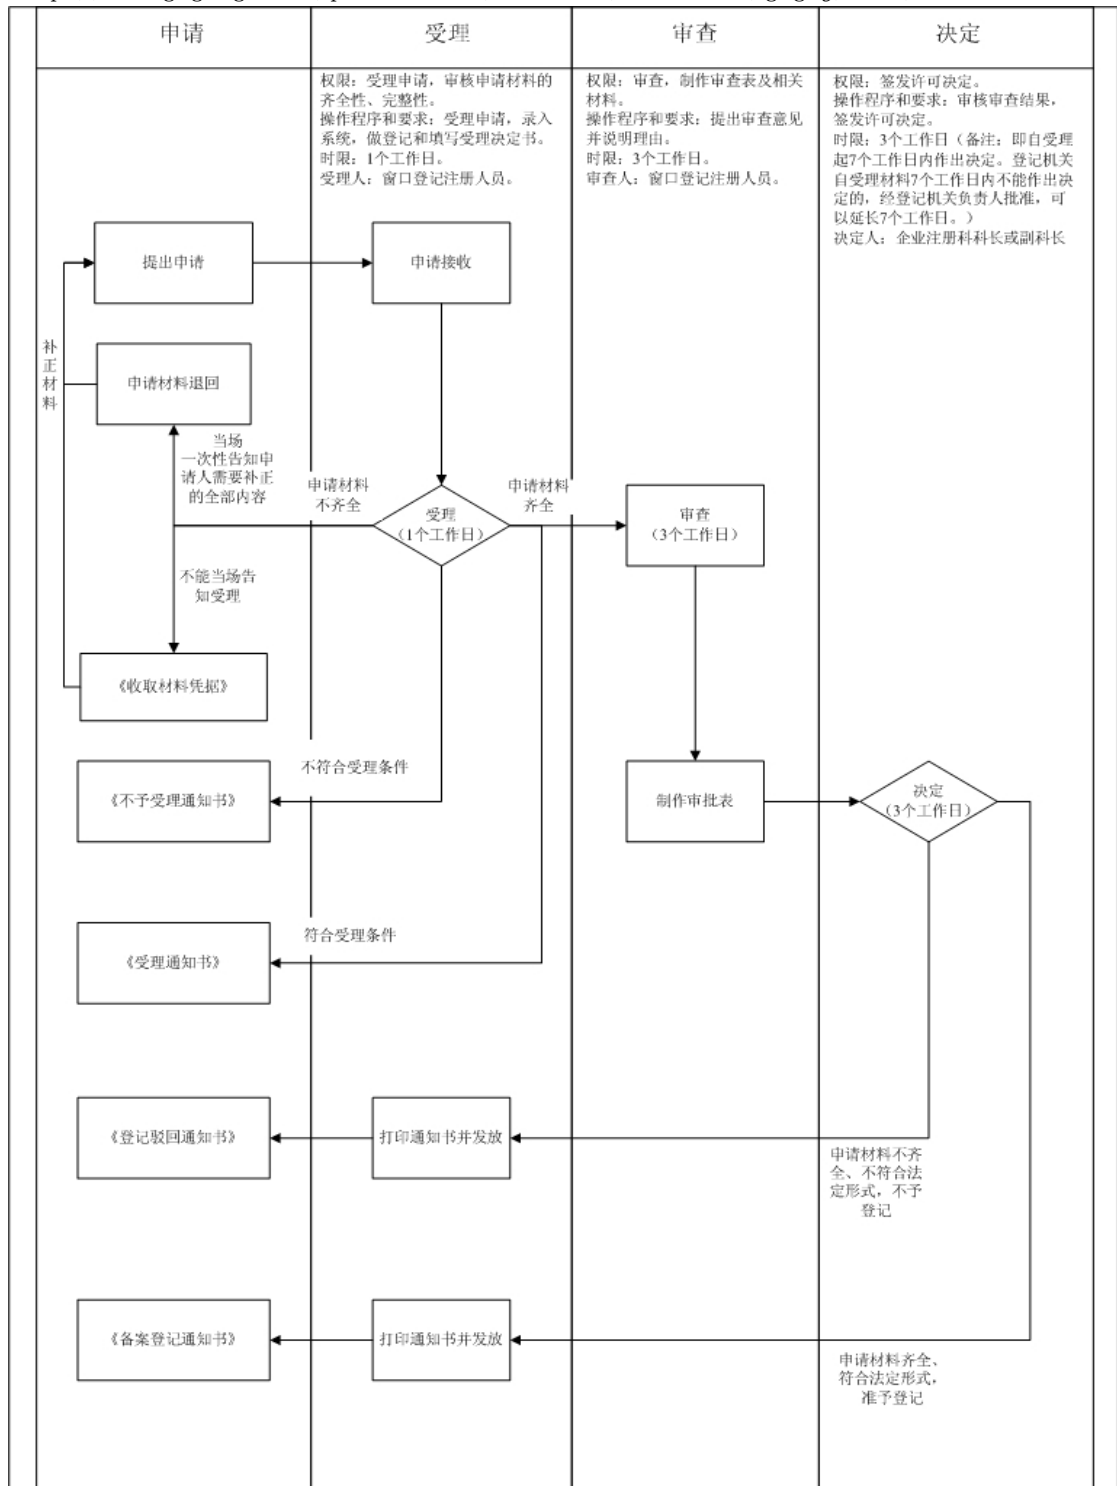 申请
受理
审查
决定
权限：受理申请，审核申请材料的
齐全性、完整性。
操作程序和要求：受理申请，录入
系统，做登记和填写受理决定书。
时限：1个工作日。
受理人：窗口登记注册人员。
权限：审查，制作审查表及相关
材料。
操作程序和要求：提出审查意见
并说明理由。
时限：3个工作日。
审查人：窗口登记注册人员。
权限：签发许可决定。
操作程序和要求：审核审查结果，
签发许可决定。
时限：3个工作日（备注：即自受理
起7个工作日内作出决定。登记机关
自受理材料7个工作日内不能作出决
定的，经登记机关负责人批准，可
以延长7个工作日。）
决定人：企业注册科科长或副科长
提出申请
申请接收
补
正
材
料
申请材料退回
当场
一次性告知申
请人需要补正
的全部内容
申请材料
不齐全
申请材料
齐全
受理
（1个工作日）
审查
（3个工作日）
不能当场告
知受理
《收取材料凭据》
不符合受理条件
《不予受理通知书》
制作审批表
决定
（3个工作日）
符合受理条件
《受理通知书》
《登记驳回通知书》
打印通知书并发放
申请材料不齐
全、不符合法
定形式，不予
登记
《备案登记通知书》
打印通知书并发放
申请材料齐全、
符合法定形式，
准予登记